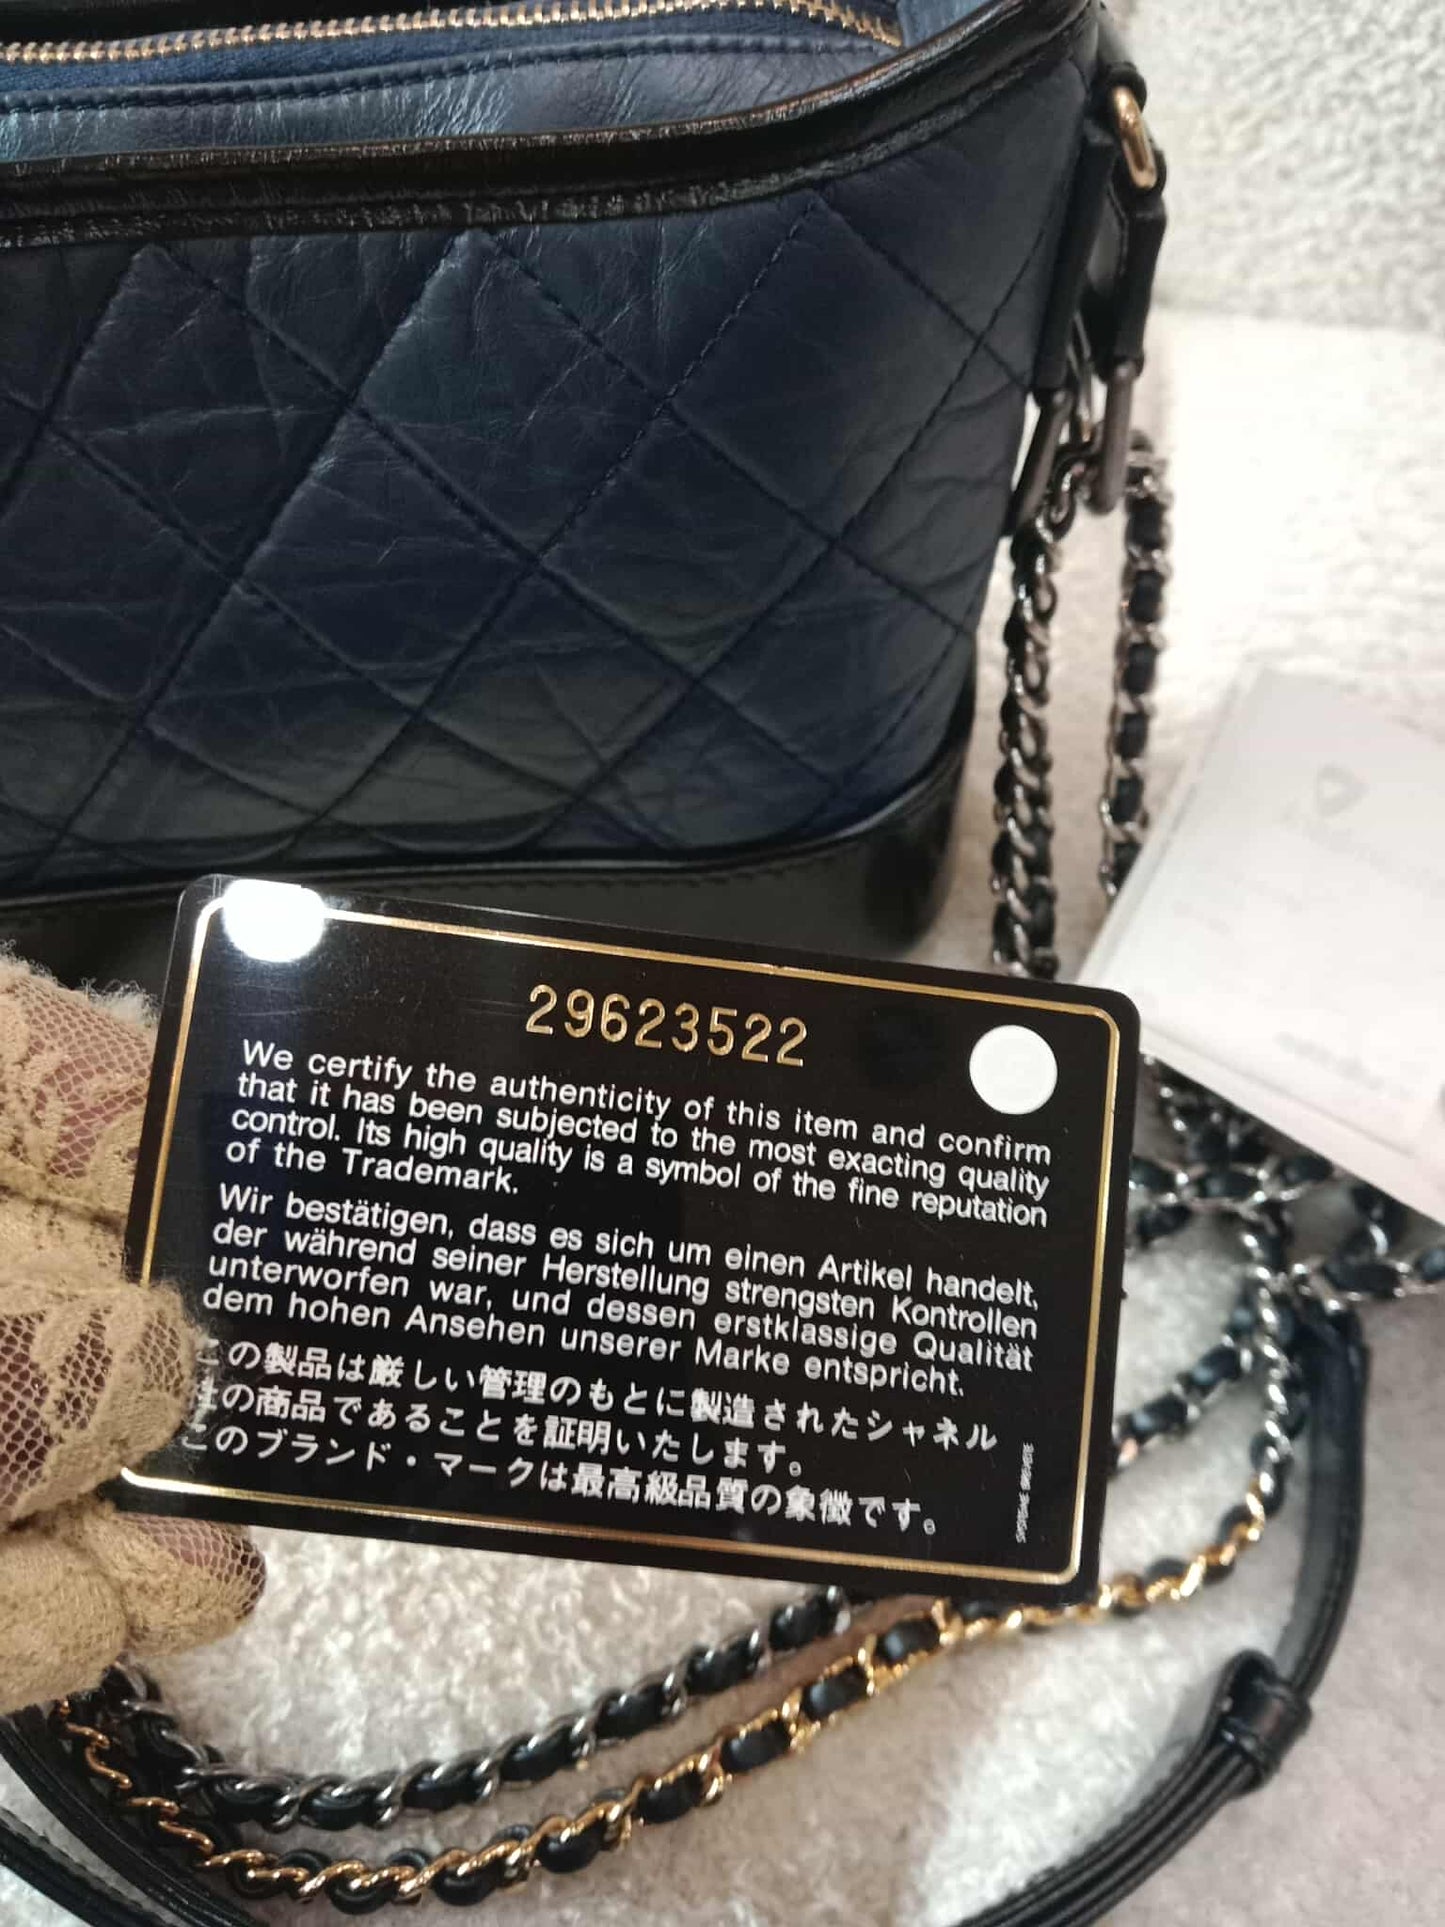 29623522
We certify the authenticity of this item and confirm
that it has been subjected to the most exacting quality
control. Its high quality is a symbol of the fine reputation
of the Trademark.
Wir bestätigen, dass es sich um einen Artikel handelt,
der während seiner Herstellung strengsten Kontrollen
unterworfen war, und dessen erstklassige Qualität
dem hohen Ansehen unserer Marke entspricht.
この製品は厳しい管理のもとに製造されたシャネル
社の商品であることを証明いたします。
このブランド・マークは最高級品質の象徴です。